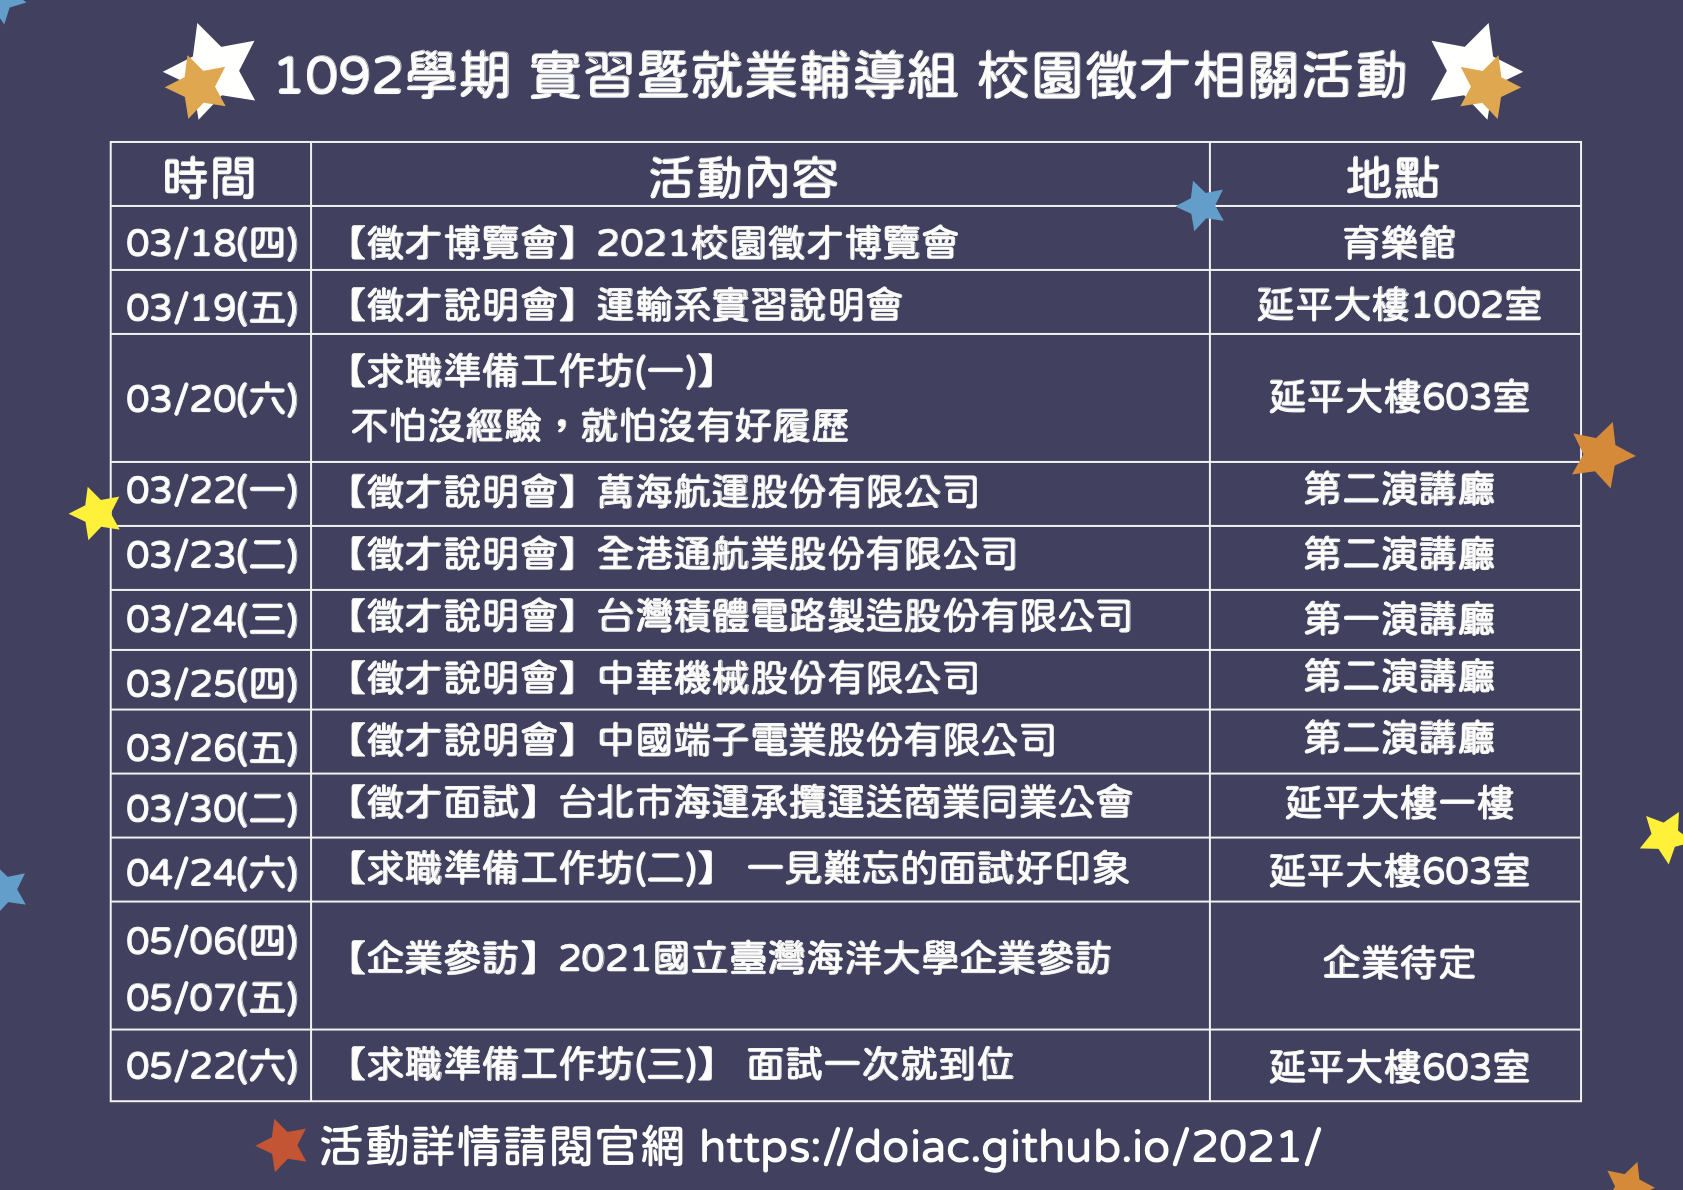 1092學期 實習暨就業輔導組 校園徵才相關活動
時間 活動內容 地點
03/18(四) 【徵才博覽會】2021校園徵才博覽會 育樂館
03/19(五) 【徵才說明會】運輸系實習說明會 延平大樓1002室
03/20(六) 【求職準備工作坊(一)】
不怕沒經驗，就怕沒有好履歷 延平大樓603室
03/22(一) 【徵才說明會】萬海航運股份有限公司 第二演講廳
03/23(二) 【徵才說明會】全港通航業股份有限公司 第二演講廳
03/24(三) 【徵才說明會】台灣積體電路製造股份有限公司 第一演講廳
03/25(四) 【徵才說明會】中華機械股份有限公司 第二演講廳
03/26(五) 【徵才說明會】中國端子電業股份有限公司 第二演講廳
03/30(二) 【徵才面試】台北市海運承攬運送商業同業公會 延平大樓一樓
04/24(六) 【求職準備工作坊(二)】 一見難忘的面試好印象 延平大樓603室
05/06(四)
05/07(五) 【企業參訪】2021國立臺灣海洋大學企業參訪 企業待定
05/22(六) 【求職準備工作坊(三)】 面試一次就到位 延平大樓603室
活動詳情請閱官網 https://doiac.github.io/2021/